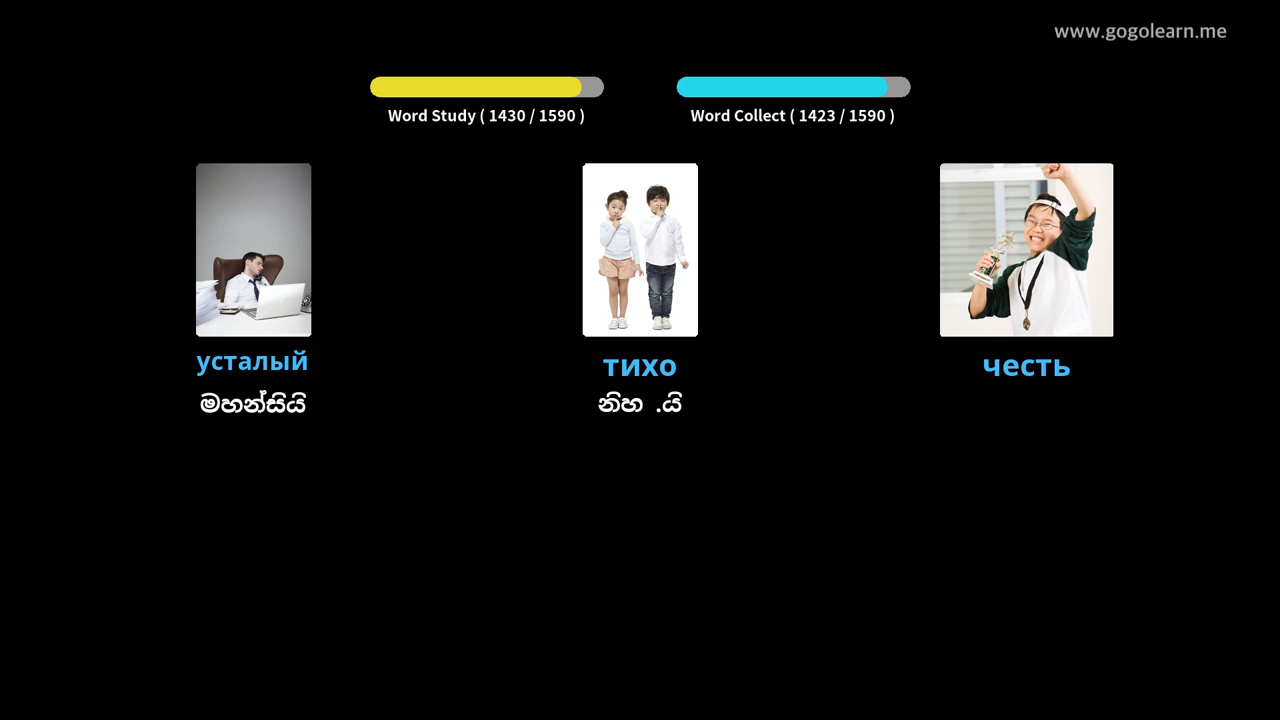 www.gogolearn.me
Word Study ( 1430 / 1590 )
Word Collect ( 1423 / 1590 )
усталый
тихо
честь
මහන්සියි
නිහ .යි